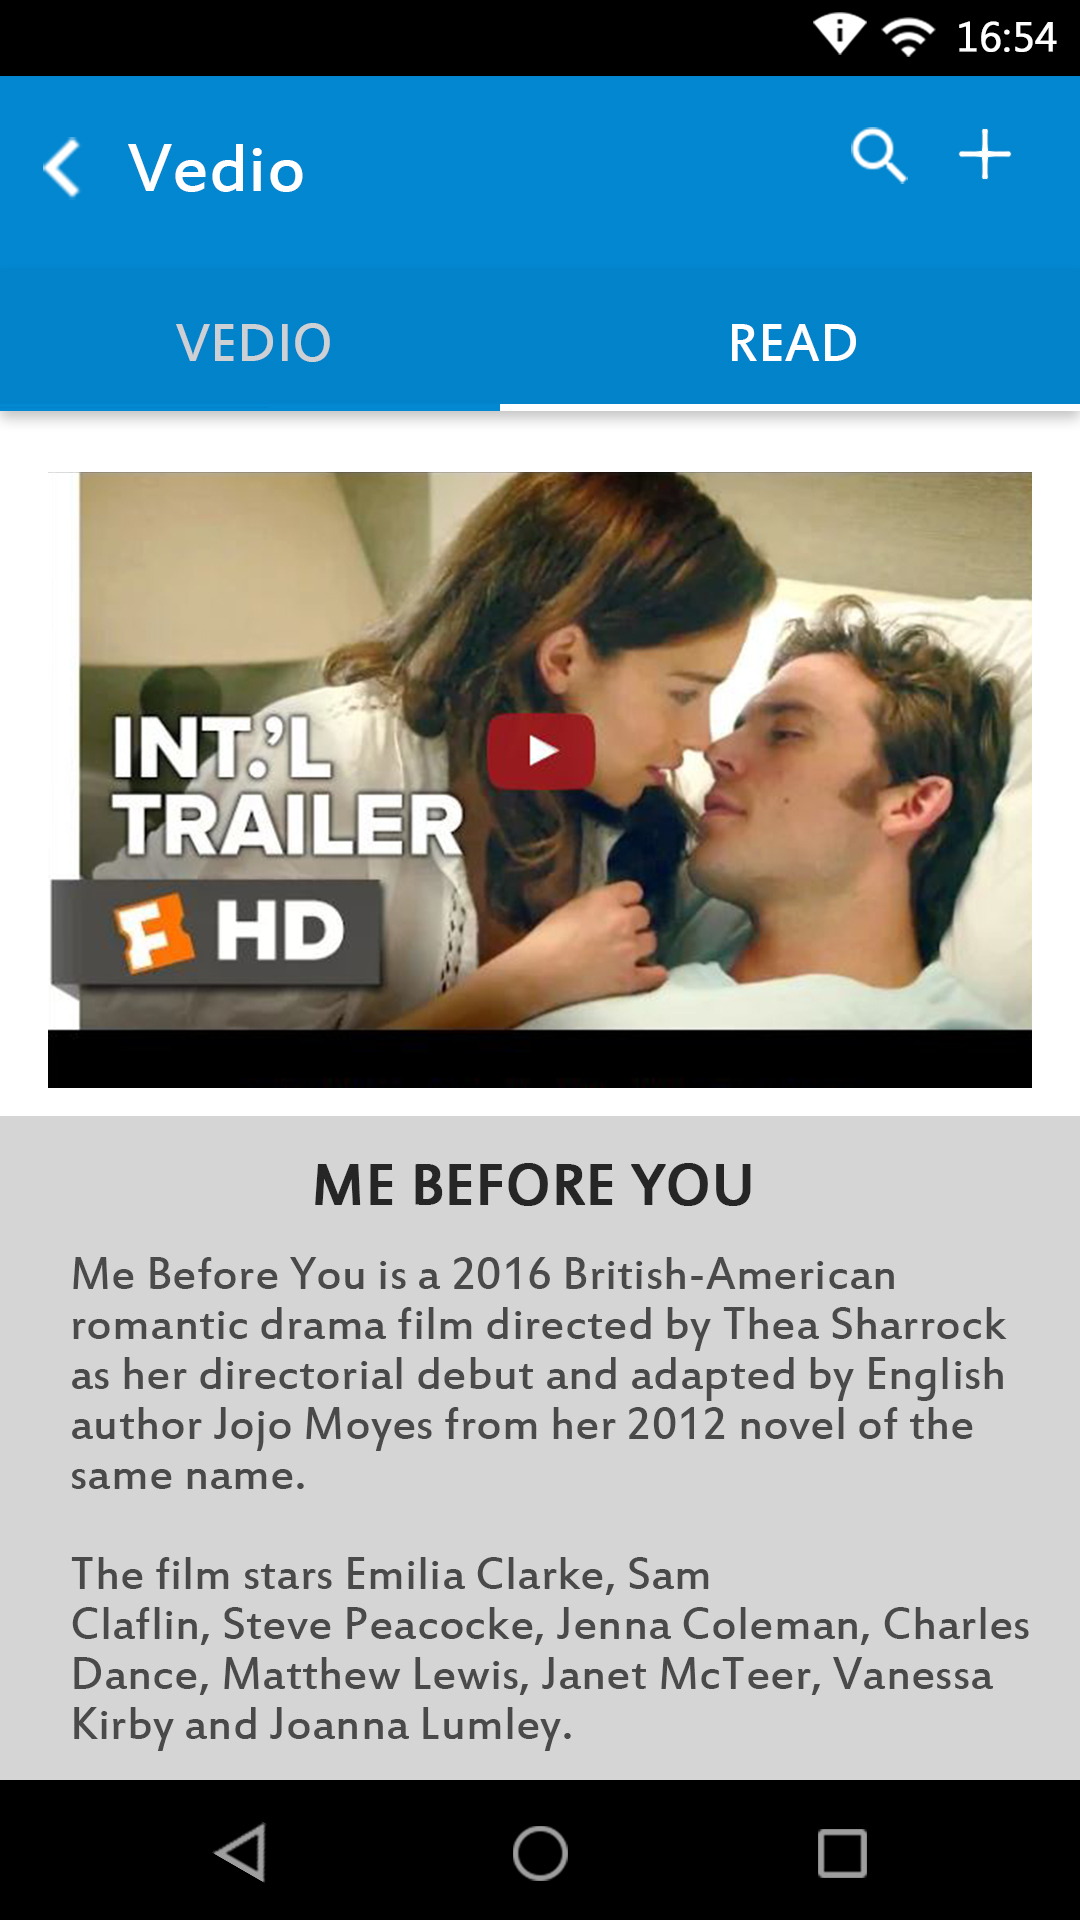 16:54
Vedio
VEDIO
READ
INT.'L
TRAILER
F HD
ME BEFORE YOU
Me Before You is a 2016 British-American
romantic drama film directed by Thea Sharrock
as her directorial debut and adapted by English
author Jojo Moyes from her 2012 novel of the
same name.
The film stars Emilia Clarke, Sam
Claflin, Steve Peacocke, Jenna Coleman, Charles
Dance, Matthew Lewis, Janet McTeer, Vanessa
Kirby and Joanna Lumley.